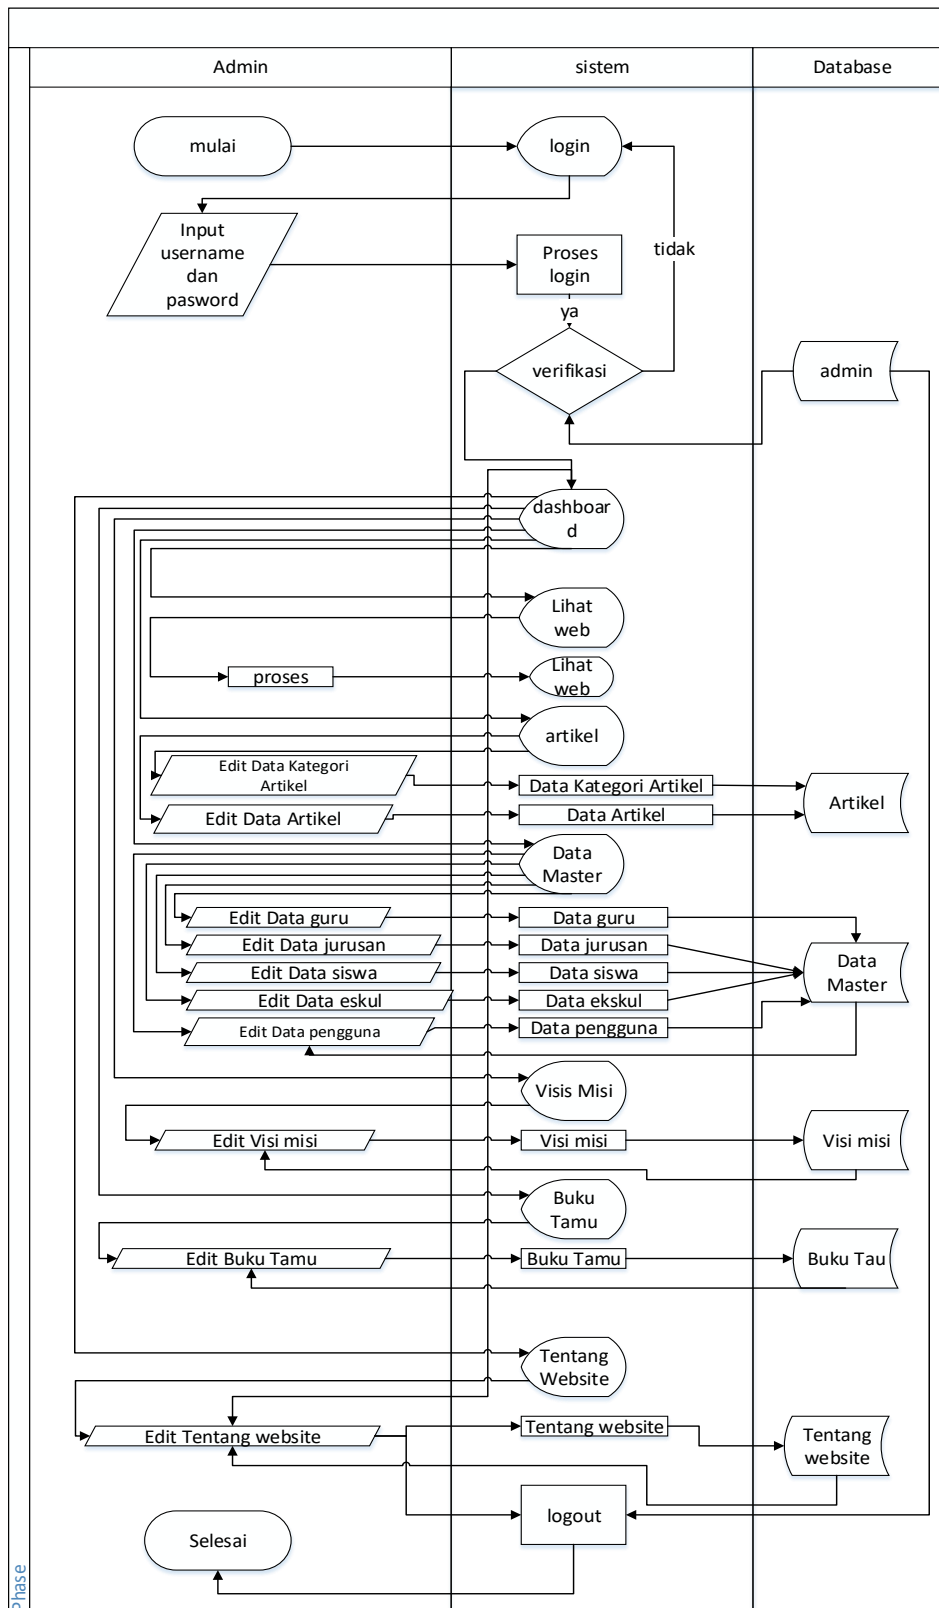 Admin
sistem
Database
mulai
login
Input
username
dan
pasword
Proses
login
tidak
ya
verifikasi
admin
dashboar
d
Lihat
web
proses
Lihat
web
artikel
Edit Data Kategori
Artikel
Data Kategori Artikel
Artikel
Edit Data Artikel
Data Artikel
Data
Master
Edit Data guru
Data guru
Edit Data jurusan
Data jurusan
Data
Master
Edit Data siswa
Data siswa
Edit Data eskul
Data ekskul
Edit Data pengguna
Data pengguna
Visis Misi
Edit Visi misi
Visi misi
Visi misi
Buku
Tamu
Edit Buku Tamu
Buku Tamu
Buku Tau
Tentang
Website
Edit Tentang website
Tentang website
Tentang
website
logout
Selesai
Phase